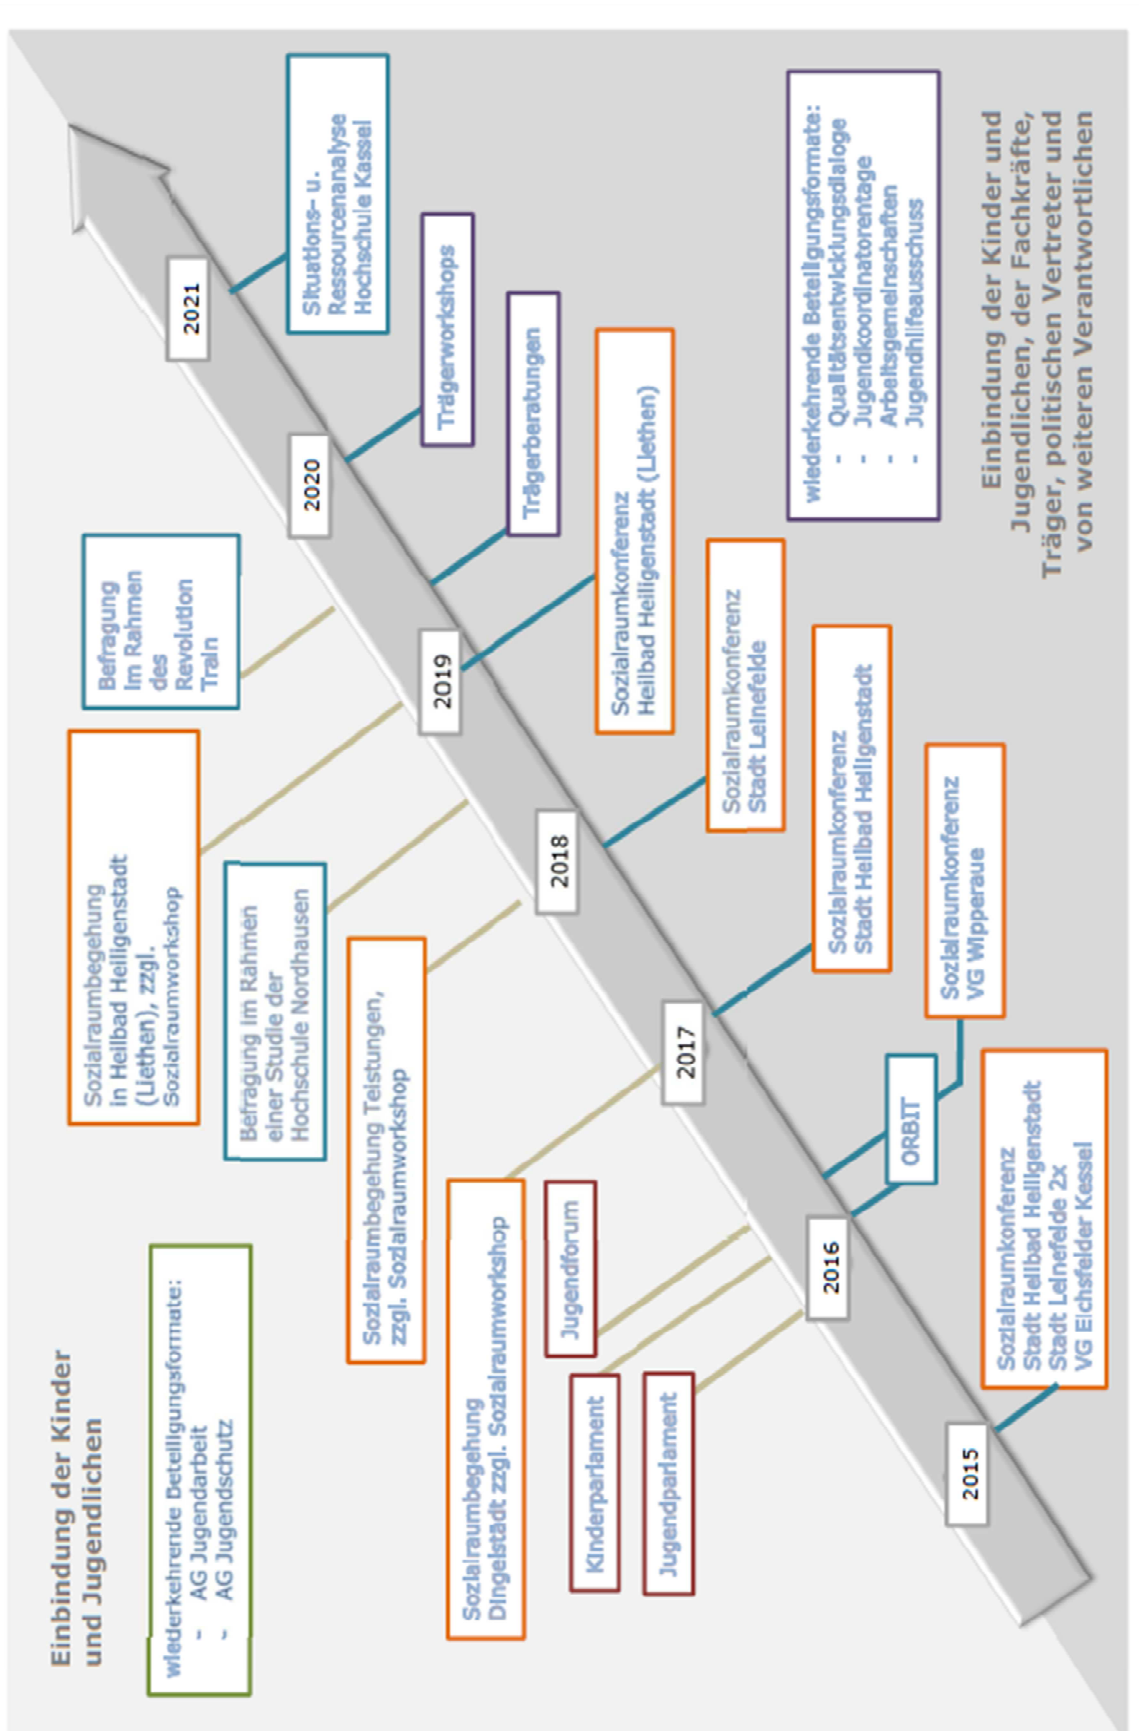 Einbindung der Kinder
und Jugendlichen
wiederkehrende Beteiligungsformate:
- AG Jugendarbeit
- AG Jugendschutz
Sozialraumbegehung
in Heilbad Heiligenstadt
(Liethen), zzgl.
Sozialraumworkshop
Befragung
im Rahmen
des
Revolution
Train
Befragung im Rahmen
einer Studie der
Hochschule Nordhausen
Sozialraumbegehung Teistungen,
zzgl. Sozialraumworkshop
Sozialraumbegehung
Dingelstädt zzgl. Sozialraumworkshop
Jugendforum
Kinderparlament
Jugendparlament
2015
2016
2017
2018
2019
2020
2021
Situations- u.
Ressourcenanalyse
Hochschule Kassel
Trägerworkshops
Trägerberatungen
Sozialraumkonferenz
Heilbad Heiligenstadt (Liethen)
Sozialraumkonferenz
Stadt Leinefelde
Sozialraumkonferenz
Stadt Heilbad Heiligenstadt
Sozialraumkonferenz
VG Wipperaue
ORBIT
Sozialraumkonferenz
Stadt Heilbad Heiligenstadt
Stadt Leinefelde 2x
VG Eichsfelder Kessel
wiederkehrende Beteiligungsformate:
- Qualitätsentwicklungsdialoge
- Jugendkoordinatorentage
- Arbeitsgemeinschaften
- Jugendhilfeausschuss
Einbindung der Kinder und
Jugendlichen, der Fachkräfte,
Träger, politischen Vertreter und
von weiteren Verantwortlichen